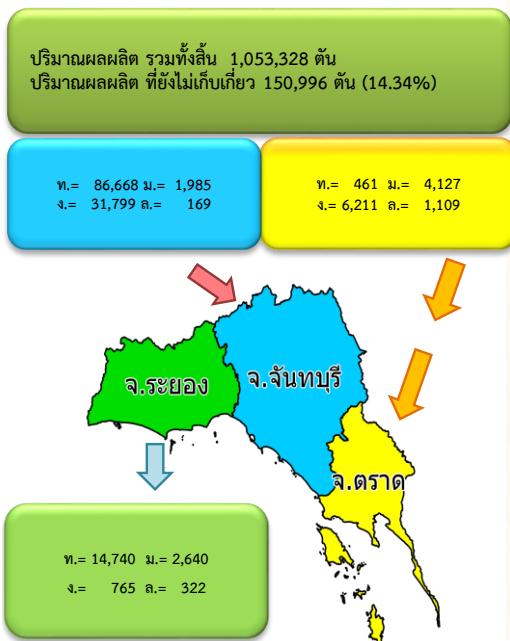 ปริมาณผลผลิต รวมทั้งสิ้น 1,053,328 ตัน
ปริมาณผลผลิต ที่ยังไม่เก็บเกี่ยว 150,996 ตัน (14.34%)
ท.= 86,668 ม.= 1,985
ง.= 31,799 ล.= 169
ท.= 461 ม.= 4,127
ง.= 6,211 ล.= 1,109
จ.ระยอง
จ.จันทบุรี
จ.ตราด
ท.= 14,740 ม.= 2,640
ง.= 765 ล.= 322